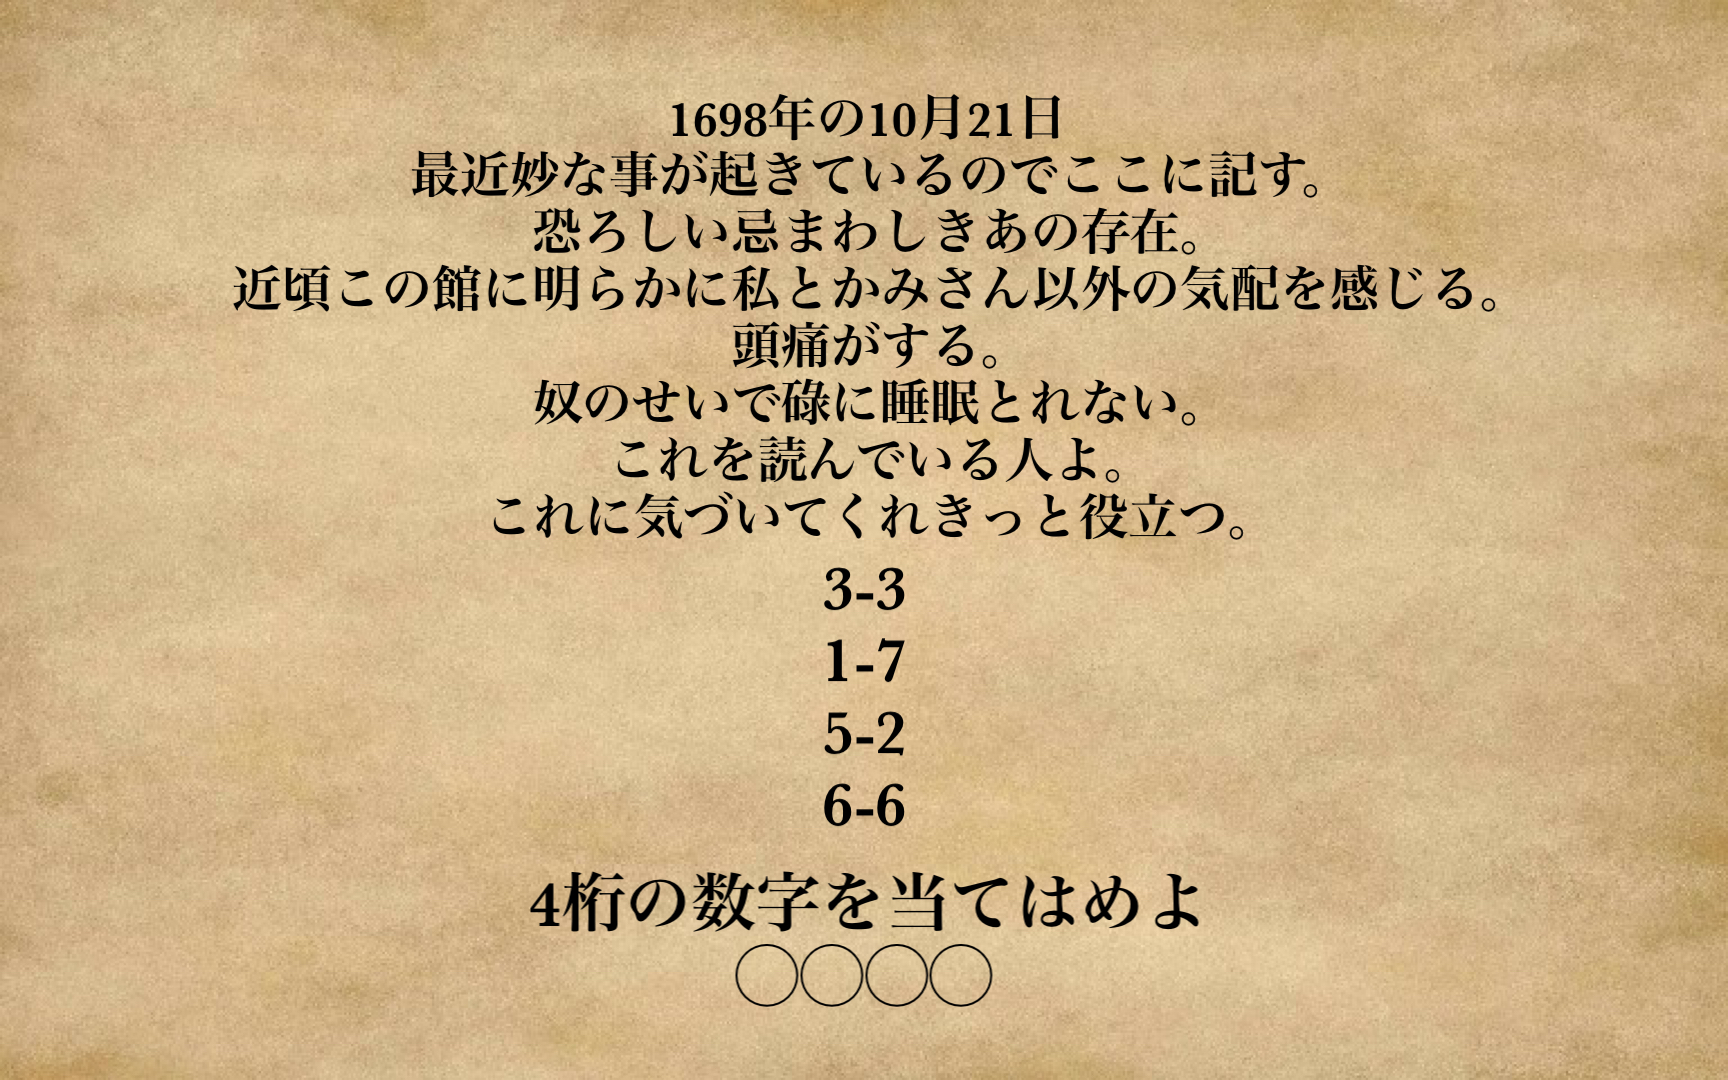 1698年の10月21日
最近妙な事が起きているのでここに記す。
恐ろしい忌まわしきあの存在。
近頃この館に明らかに私とかみさん以外の気配を感じる。
頭痛がする。
奴のせいで碌に睡眠とれない。
これを読んでいる人よ。
これに気づいてくれきっと役立つ。
3-3
1-7
5-2
6-6
4桁の数字を当てはめよ
◯◯◯◯